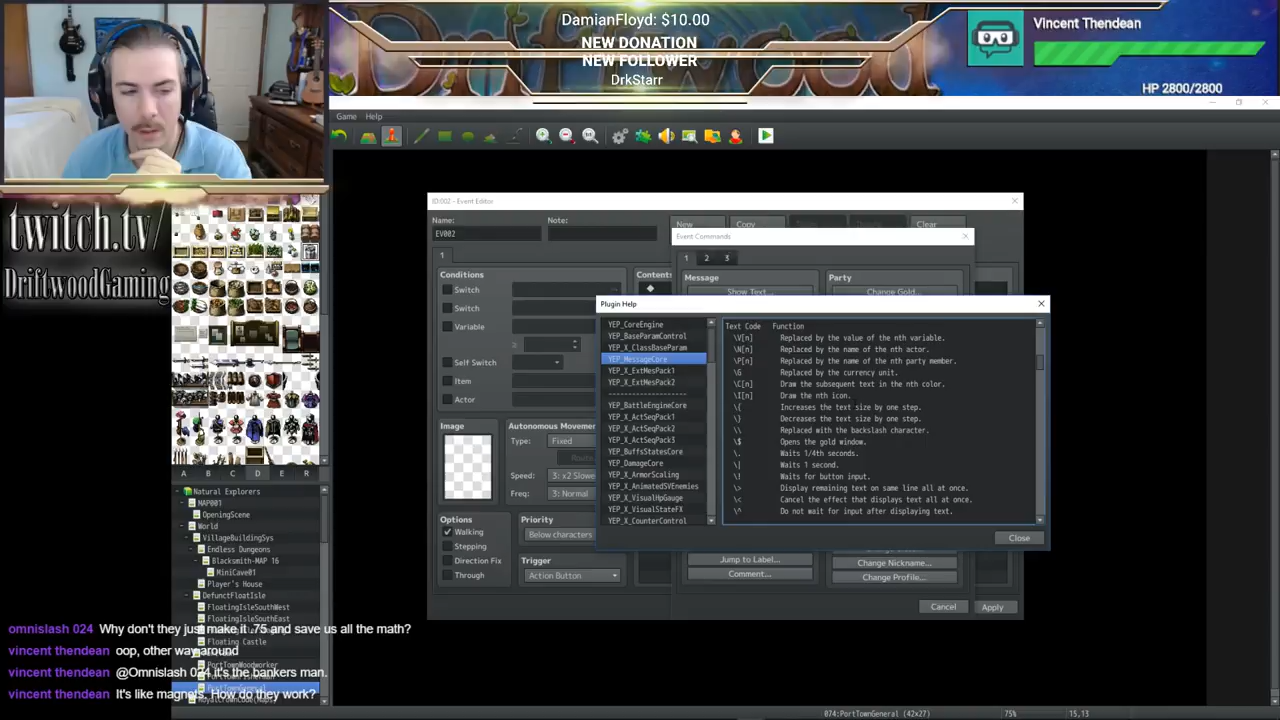 DamianFloyd: $10.00
NEW DONATION
NEW FOLLOWER
DrkStarr
Vincent Thendean
HP 2800/2800
twitch.tv/
DriftwoodGaming
Game Help
ID:002 - Event Editor
Name:
Note:
EV002
New
Copy
Clear
1
Conditions
Switch
Switch
Variable
Self Switch
Item
Actor
Contents
Image
Autonomous Movement
Type:
Fixed
Speed:
3: x2 Slower
Freq:
3: Normal
Options
Walking
Stepping
Direction Fix
Through
Priority
Below characters
Trigger
Action Button
Event Commands
1 2 3
Message
Show Text...
Party
Change Gold...
Jump to Label...
Comment...
Change Nickname...
Change Profile...
Cancel
Apply
Plugin Help
YEP_CoreEngine
YEP_BaseParamControl
YEP_X_ClassBaseParam
YEP_MessageCore
YEP_X_ExtMesPack1
YEP_X_ExtMesPack2
--------------------
YEP_BattleEngineCore
YEP_X_ActSeqPack1
YEP_X_ActSeqPack2
YEP_X_ActSeqPack3
YEP_BuffsStatesCore
YEP_DamageCore
YEP_X_ArmorScaling
YEP_X_AnimatedSVEnemies
YEP_X_VisualHpGauge
YEP_X_VisualStateFX
YEP_X_CounterControl
Text Code Function
\V[n] Replaced by the value of the nth variable.
\N[n] Replaced by the name of the nth actor.
\P[n] Replaced by the name of the nth party member.
\G Replaced by the currency unit.
\C[n] Draw the subsequent text in the nth color.
\I[n] Draw the nth icon.
\{ Increases the text size by one step.
\} Decreases the text size by one step.
\\ Replaced with the backslash character.
\$ Opens the gold window.
\. Waits 1/4th seconds.
\| Waits 1 second.
\! Waits for button input.
\> Display remaining text on same line all at once.
\< Cancel the effect that displays text all at once.
\^ Do not wait for input after displaying text.
Close
A B C D E R
Natural Explorers
MAP001
OpeningScene
World
VillageBuildingSys
Endless Dungeons
Blacksmith-MAP 16
MiniCave01
Player's House
DefunctFloatIsle
FloatingIsleSouthWest
FloatingIsleSouthEast
Floating Castle
PortTownWoodworker
omnislash 024 Why don't they just make it .75 and save us all the math?
vincent thendean oop, other way around
vincent thendean @Omnislash 024 it's the bankers man.
vincent thendean It's like magnets. How do they work?
074:PortTownGeneral (42x27)
75%
15,13